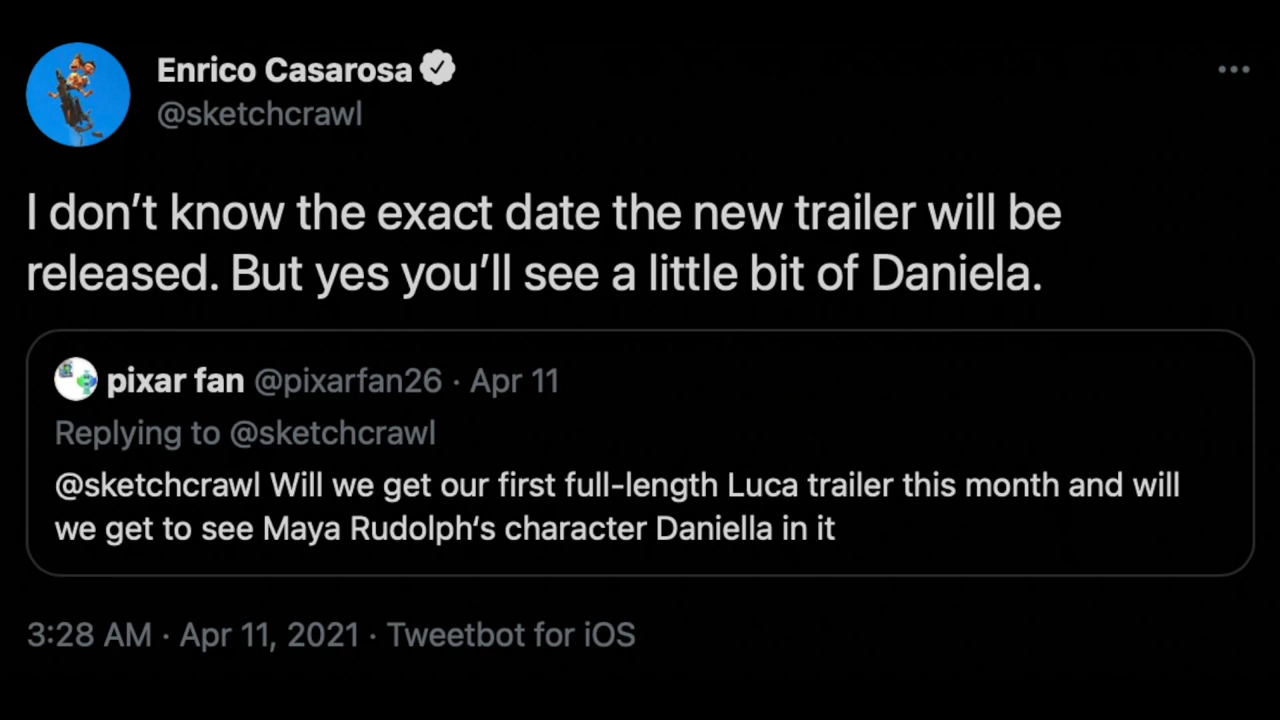 Enrico Casarosa
@sketchcrawl
I don’t know the exact date the new trailer will be
released. But yes you’ll see a little bit of Daniela.
pixar fan @pixarfan26 · Apr 11
Replying to @sketchcrawl
@sketchcrawl Will we get our first full-length Luca trailer this month and will
we get to see Maya Rudolph‘s character Daniella in it
3:28 AM · Apr 11, 2021 · Tweetbot for iOS